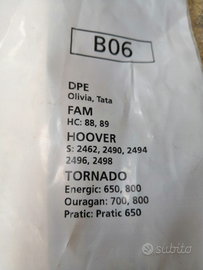 B06
DPE
Olivia, Tata
FAM
HC: 88, 89
HOOVER
S: 2462, 2490, 2494
2496, 2498
TORNADO
Energic: 650, 800
Ouragan: 700, 800
Pratic: Pratic 650
subito